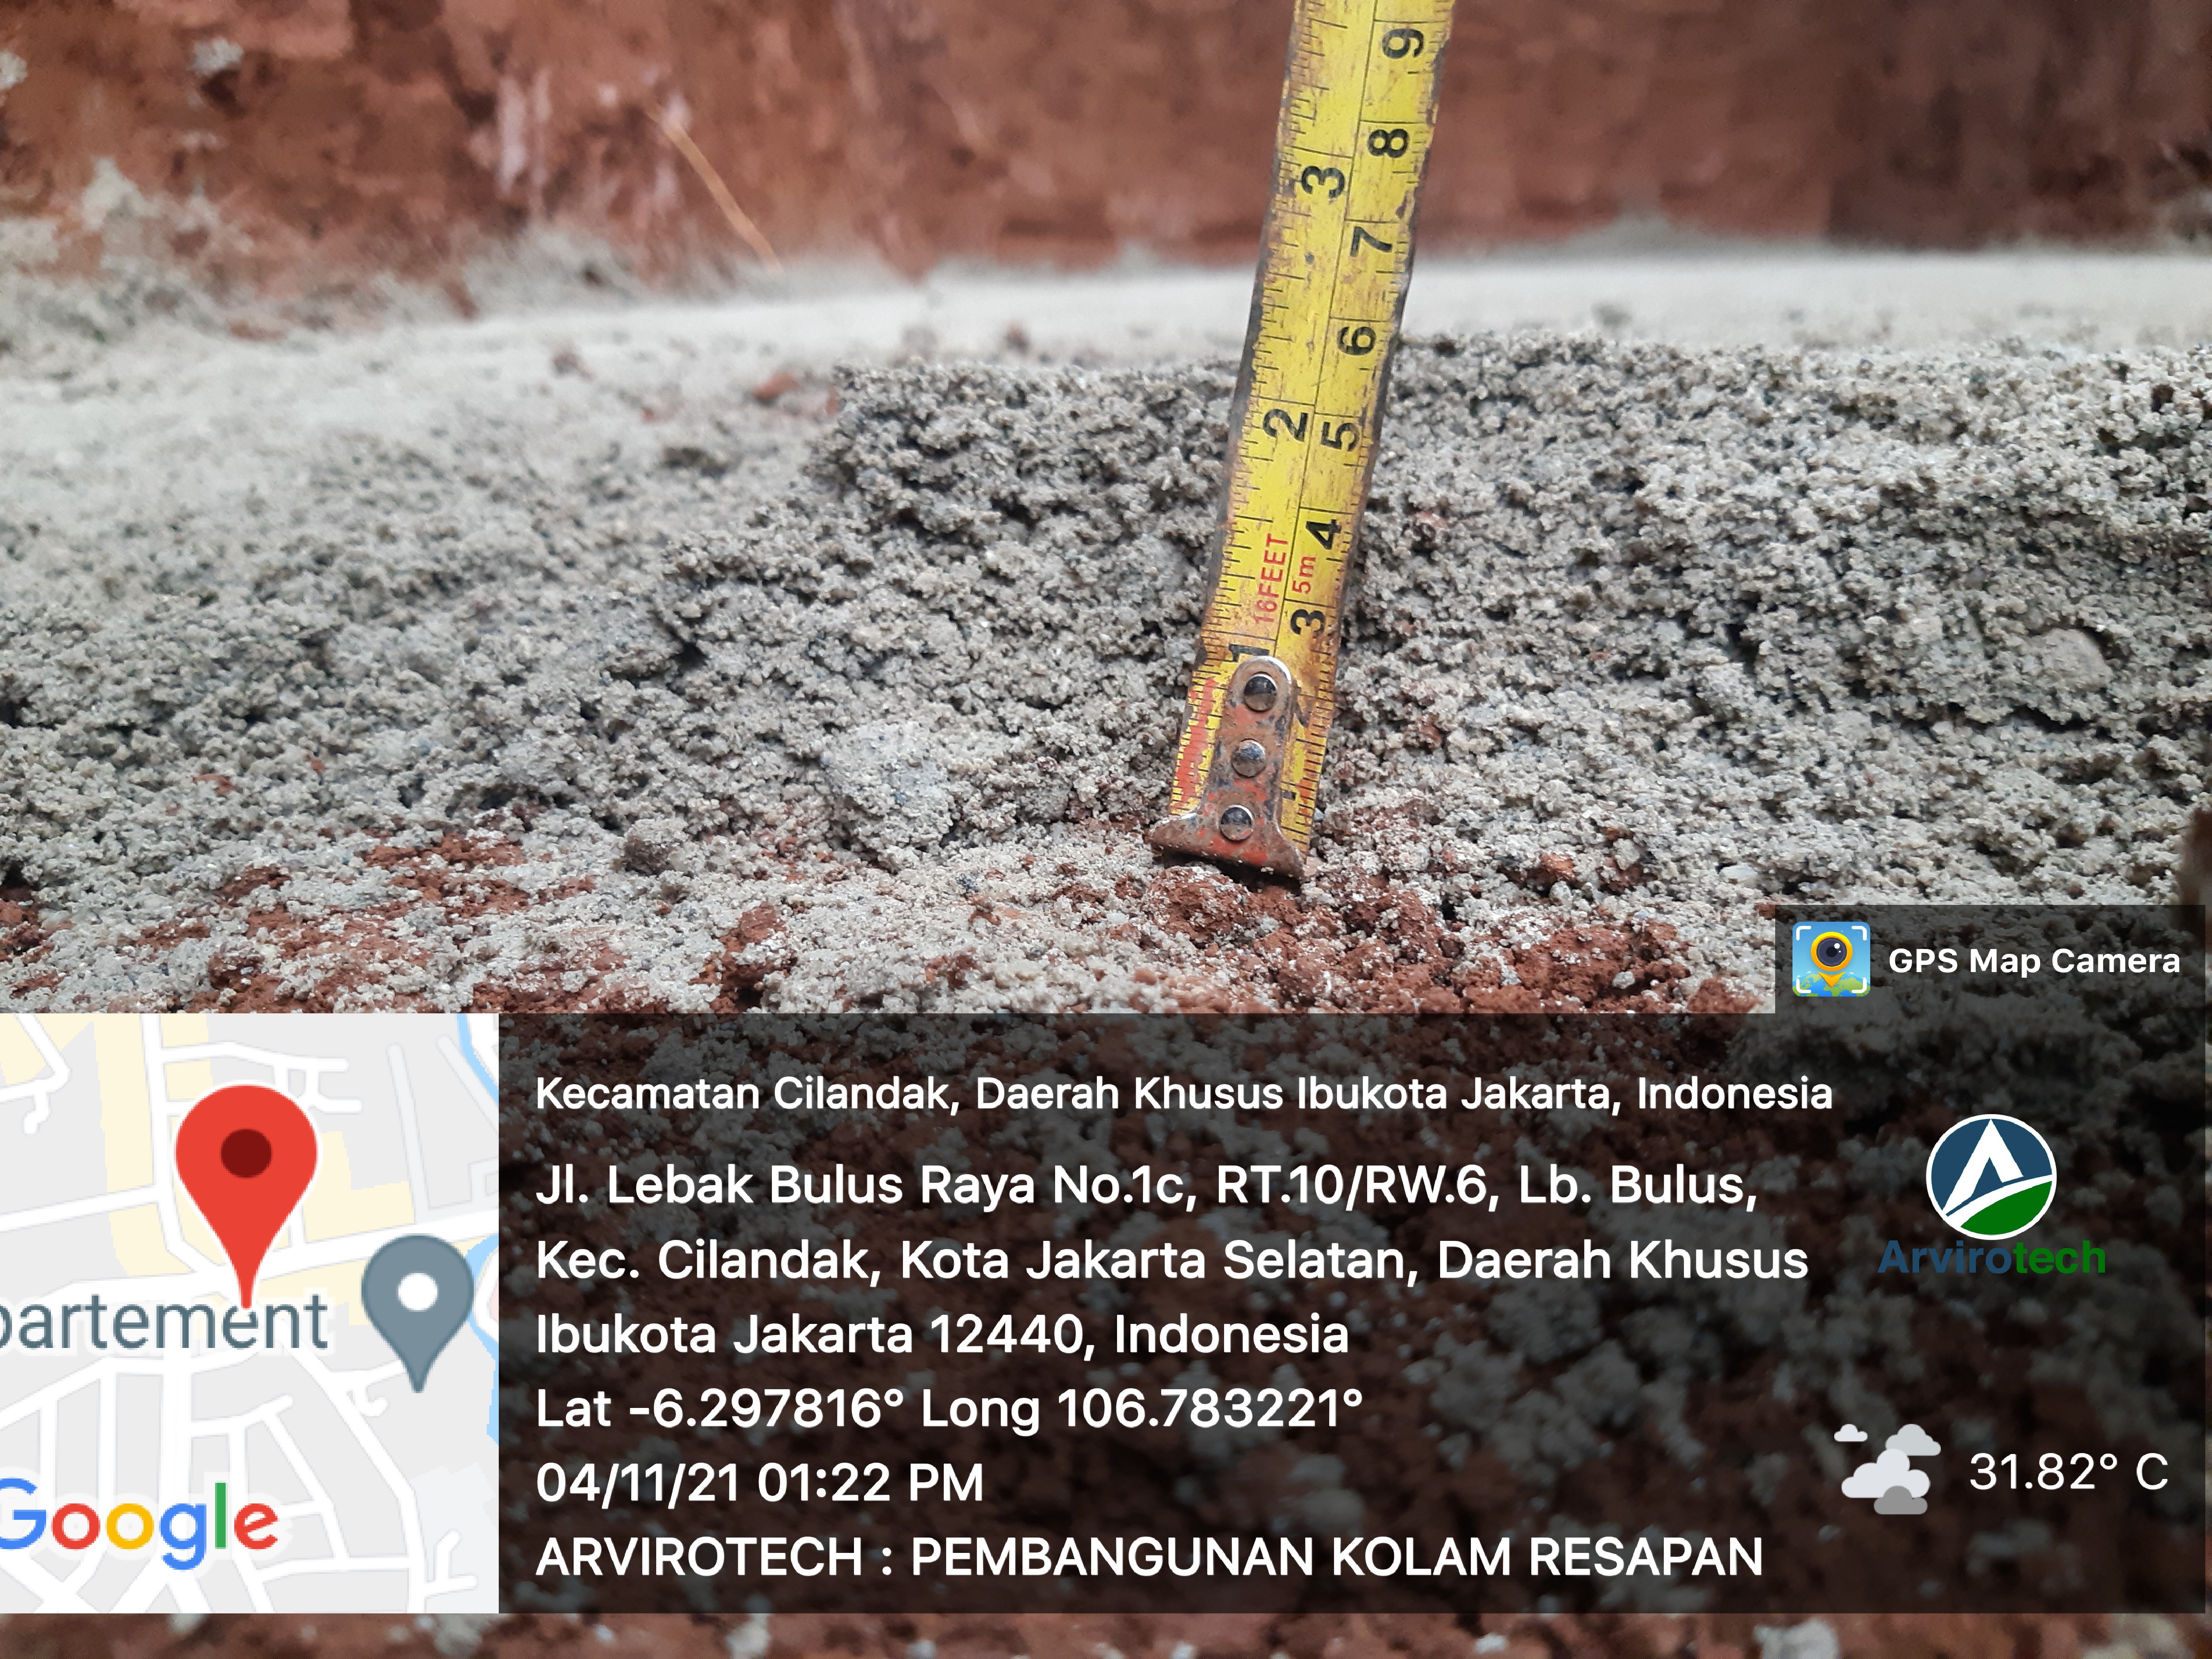 9
8
3
7
6
2
5
4
16FEET
5m
3
1
GPS Map Camera
Kecamatan Cilandak, Daerah Khusus Ibukota Jakarta, Indonesia
Jl. Lebak Bulus Raya No.1c, RT.10/RW.6, Lb. Bulus,
Kec. Cilandak, Kota Jakarta Selatan, Daerah Khusus
Ibukota Jakarta 12440, Indonesia
Lat -6.297816° Long 106.783221°
04/11/21 01:22 PM
ARVIROTECH : PEMBANGUNAN KOLAM RESAPAN
Arvirotech
31.82° C
partement
Google